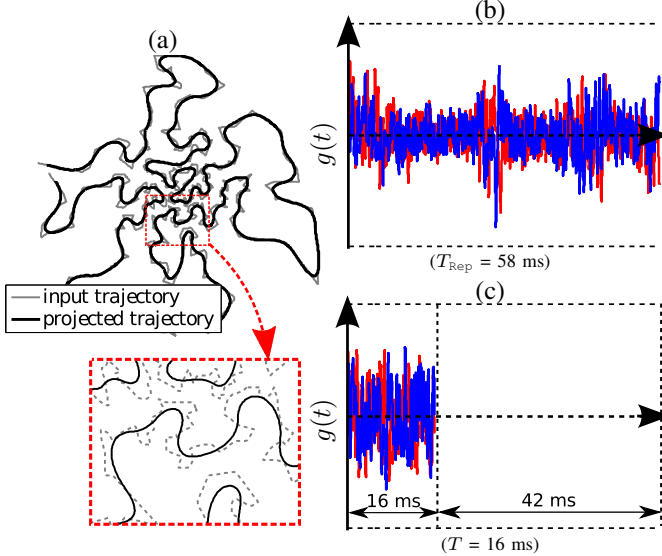 (a)
input trajectory
projected trajectory
(b)
g(t)
(T_Rep = 58 ms)
(c)
g(t)
16 ms
42 ms
(T = 16 ms)